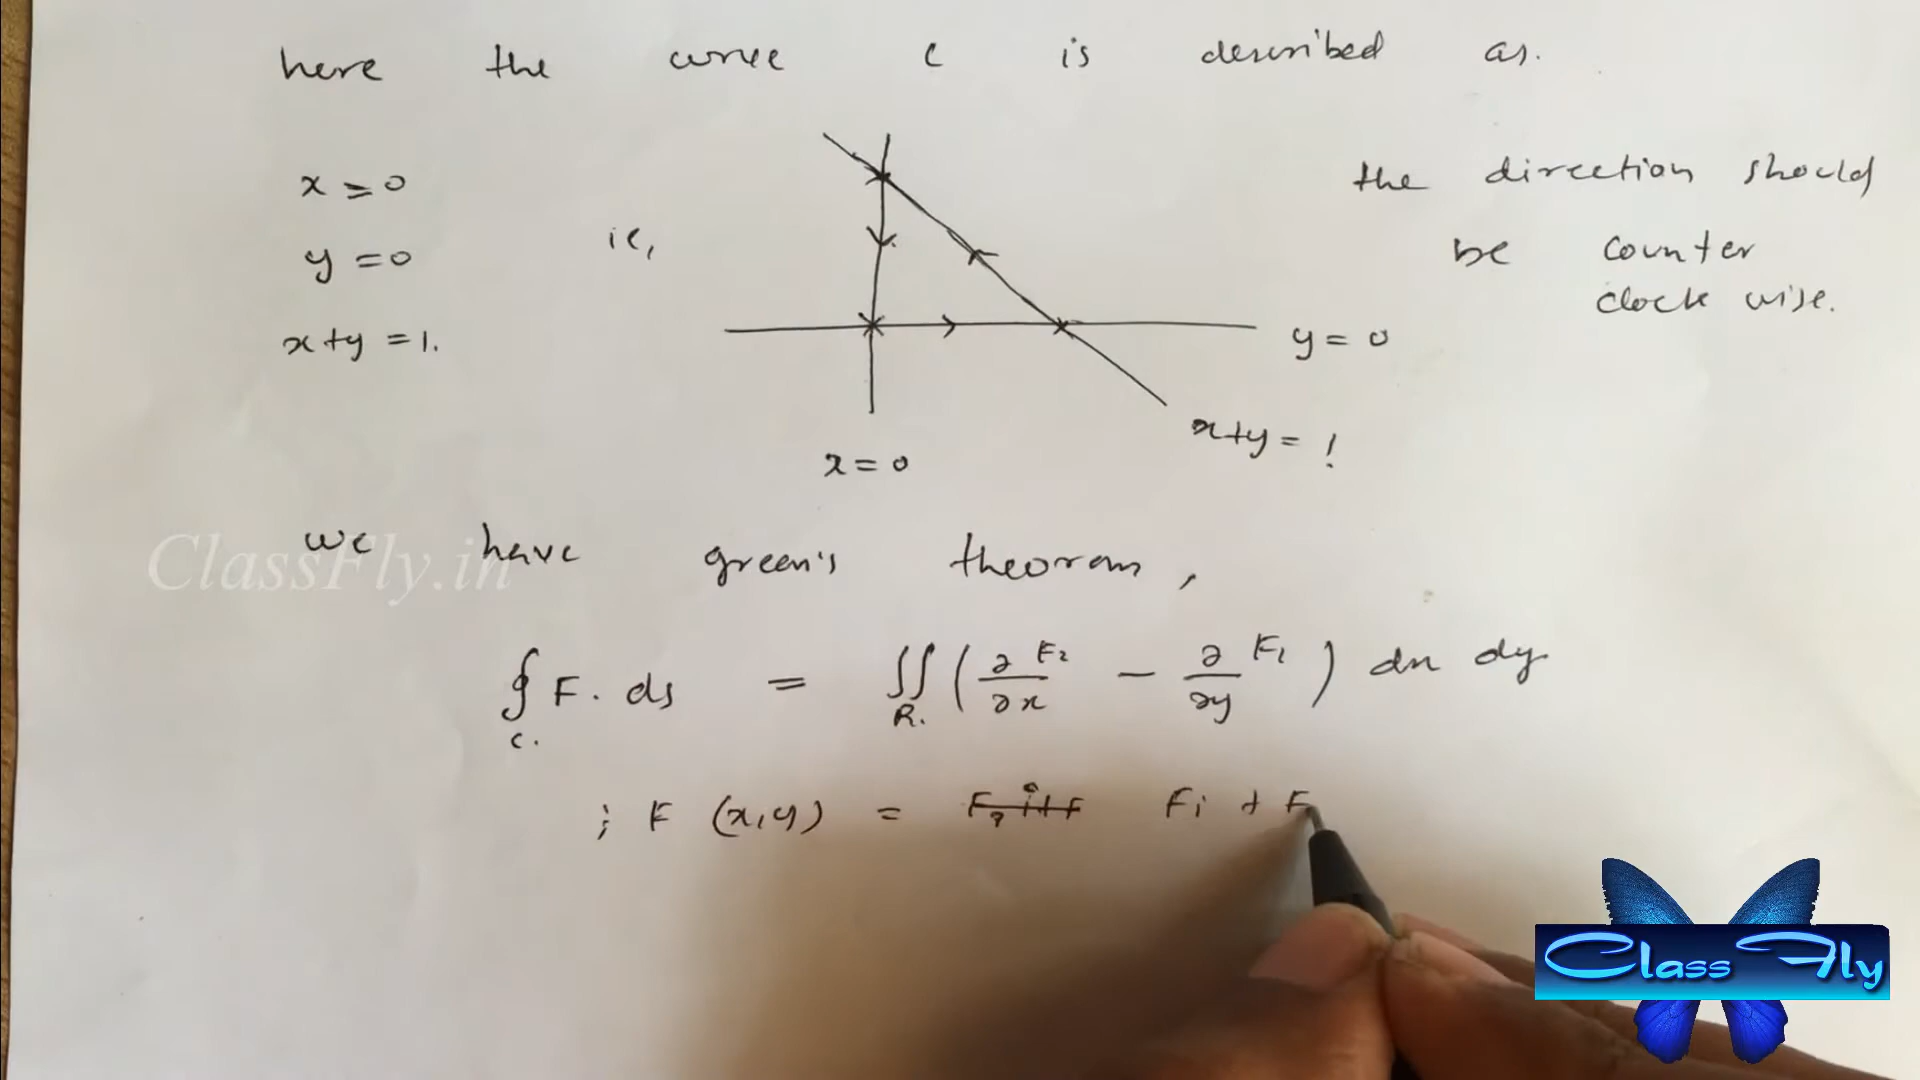 here the curve C is described as.
x = 0
y = 0
x+y = 1.
ie,
the direction should
be counter
clock wise.
y = 0
x+y = 1
x = 0
we have green's theorem,
∮c. F. ds = ∬R. (∂F2/∂x − ∂F1/∂y) dx dy
; F (x,y) = Fi + F
ClassFly.in
Class Fly